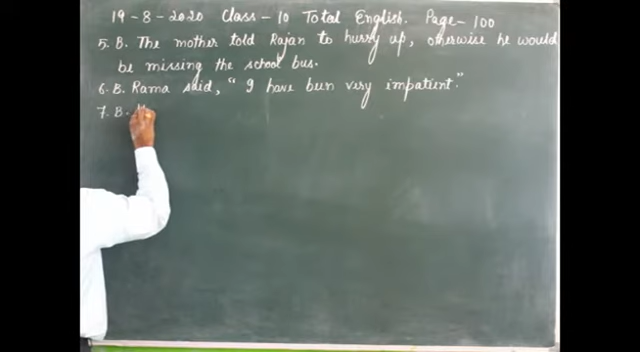 19-8-2020 Class-10 Total English. Page-100
5. B. The mother told Rajan to hurry up, otherwise he would
be missing the school bus.
6. B. Rama said, "I have been very impatient."
7. B.